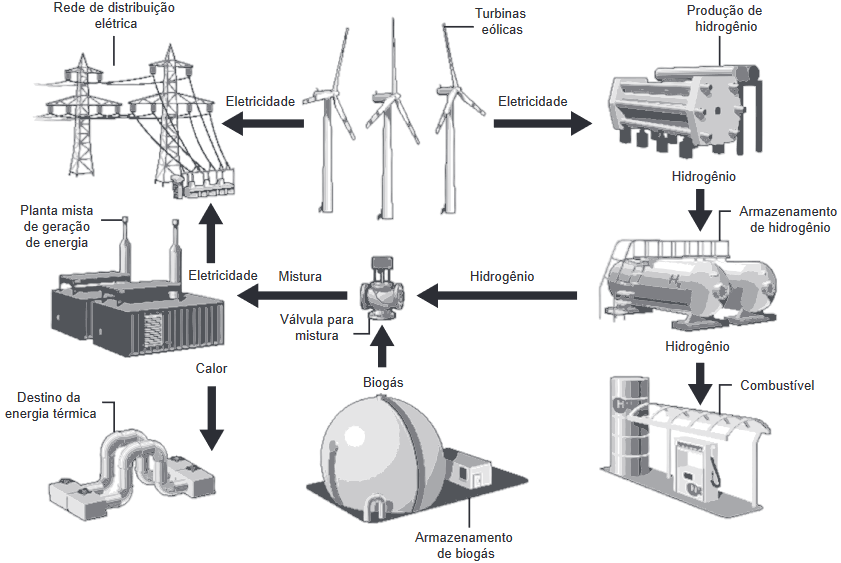 Rede de distribuição
elétrica
Turbinas
eólicas
Produção de
hidrogênio
Eletricidade
Eletricidade
Hidrogênio
Planta mista
de geração
de energia
Armazenamento
de hidrogênio
Eletricidade
Mistura
Hidrogênio
H₂
Válvula para
mistura
Hidrogênio
Calor
Biogás
Combustível
Destino da
energia térmica
Armazenamento
de biogás